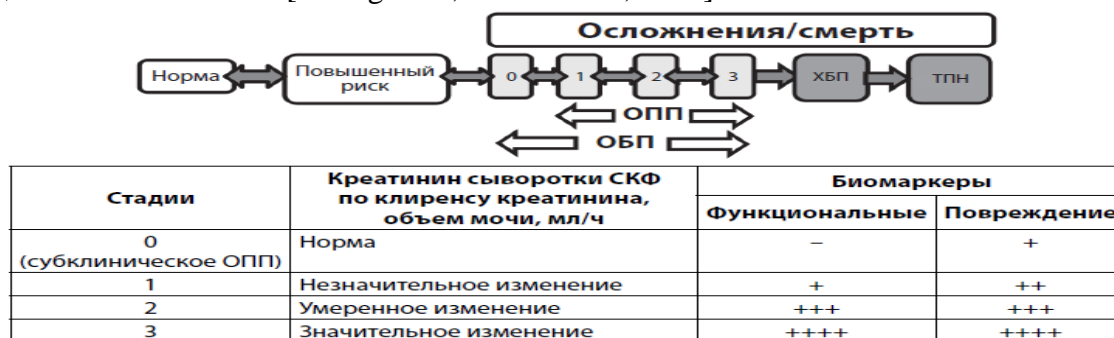 Осложнения/смерть
Норма
Повышенный
риск
0
1
2
3
ХБП
ТПН
ОПП
ОБП
Стадии
Креатинин сыворотки СКФ
по клиренсу креатинина,
объем мочи, мл/ч
Биомаркеры
Функциональные
Повреждение
0
(субклиническое ОПП)
Норма
–
+
1
Незначительное изменение
+
++
2
Умеренное изменение
+++
+++
3
Значительное изменение
++++
++++